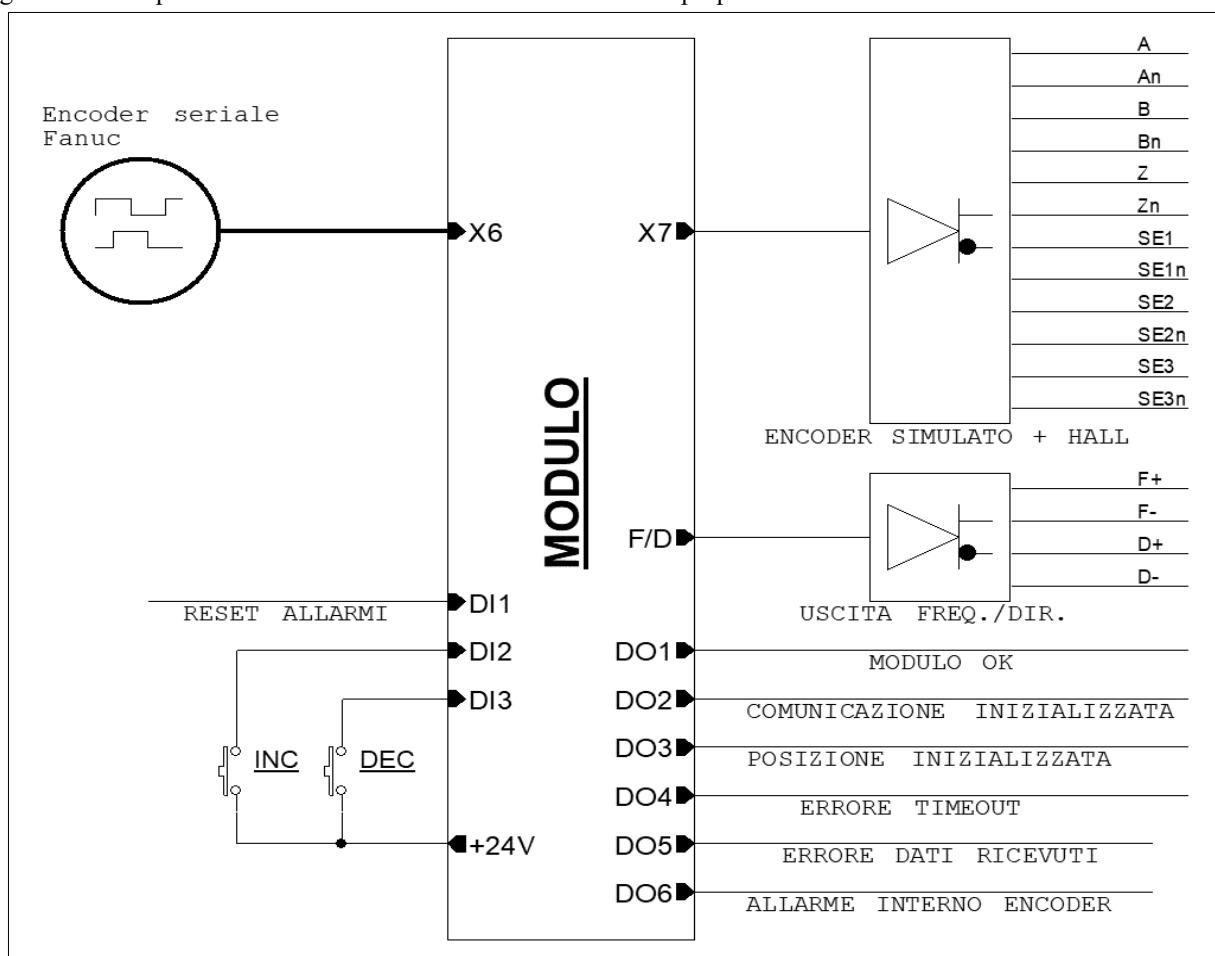 Encoder seriale
Fanuc
X6
X7
MODULO
A
An
B
Bn
Z
Zn
SE1
SE1n
SE2
SE2n
SE3
SE3n
ENCODER SIMULATO + HALL
F/D
F+
F-
D+
D-
USCITA FREQ./DIR.
DI1
RESET ALLARMI
DI2
DI3
INC
DEC
+24V
DO1
MODULO OK
DO2
COMUNICAZIONE INIZIALIZZATA
DO3
POSIZIONE INIZIALIZZATA
DO4
ERRORE TIMEOUT
DO5
ERRORE DATI RICEVUTI
DO6
ALLARME INTERNO ENCODER